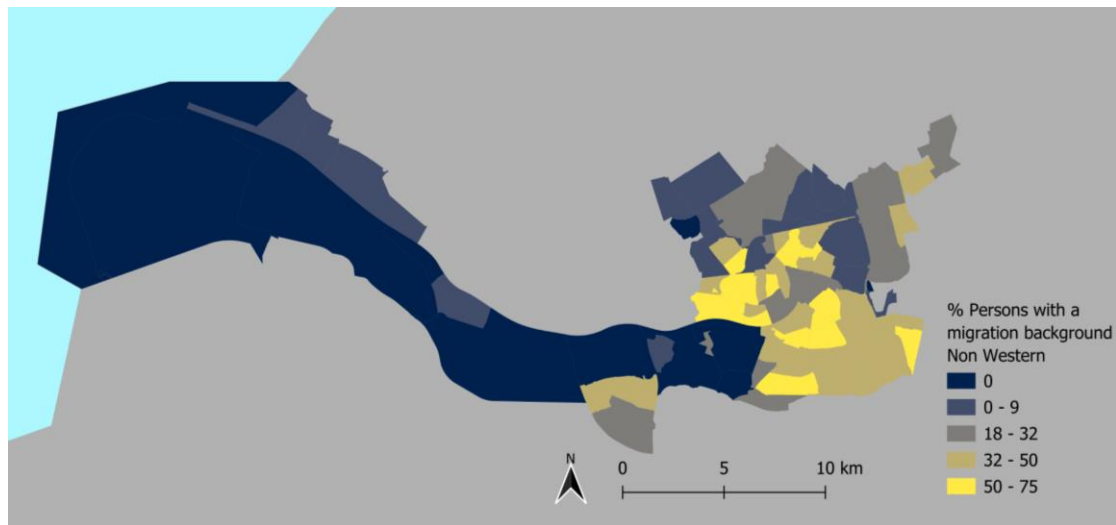 % Persons with a
migration background
Non Western
0
0 - 9
18 - 32
32 - 50
50 - 75
N
0 5 10 km